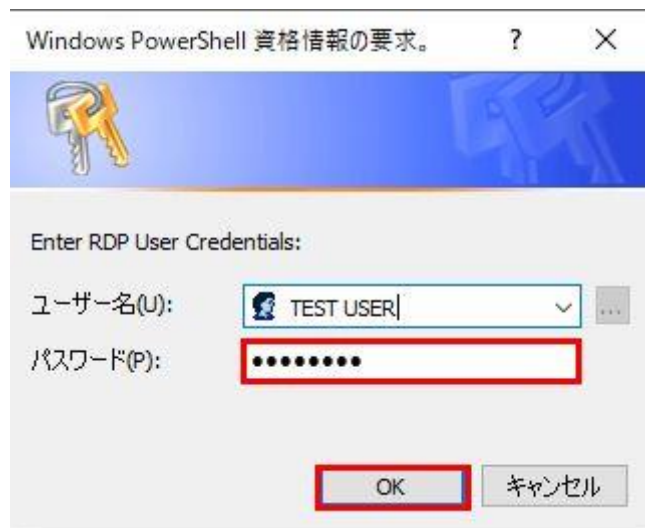 Windows PowerShell 資格情報の要求。 ? ×
Enter RDP User Credentials:
ユーザー名(U): TEST USER ...
パスワード(P): ●●●●●●●●
OK キャンセル